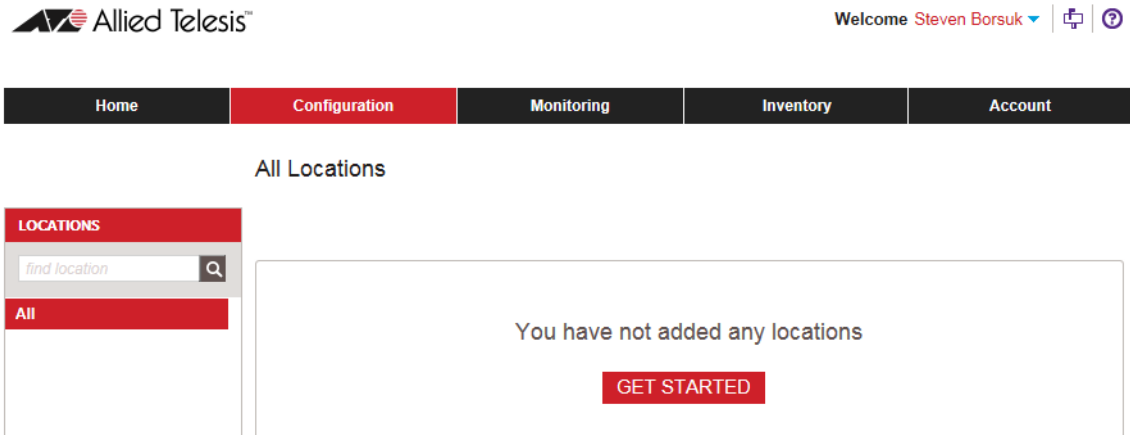 Allied Telesis™
Welcome Steven Borsuk
Home Configuration Monitoring Inventory Account
All Locations
LOCATIONS
find location
All
You have not added any locations
GET STARTED